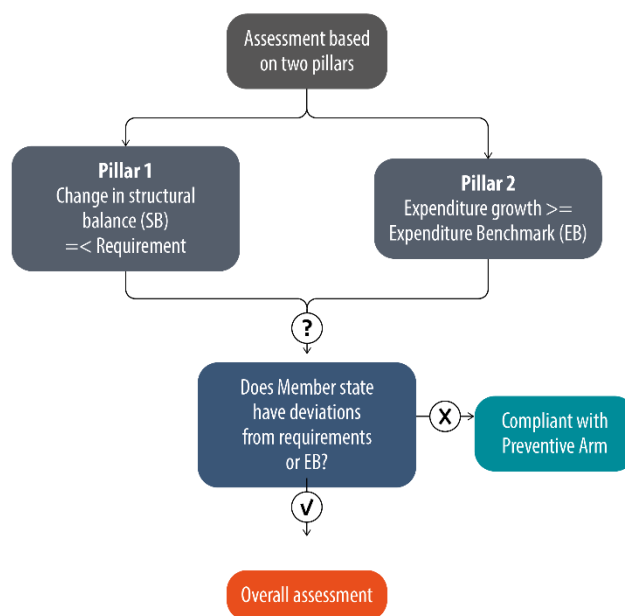 Assessment based
on two pillars
Pillar 1
Change in structural
balance (SB)
=< Requirement
Pillar 2
Expenditure growth >=
Expenditure Benchmark (EB)
?
Does Member state
have deviations
from requirements
or EB?
X
Compliant with
Preventive Arm
√
Overall assessment